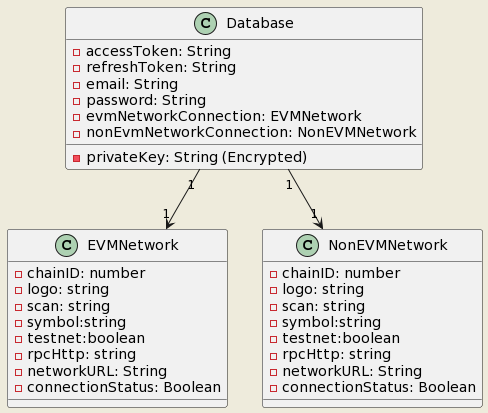 C Database
accessToken: String
refreshToken: String
email: String
password: String
evmNetworkConnection: EVMNetwork
nonEvmNetworkConnection: NonEVMNetwork
privateKey: String (Encrypted)
1 1
1 1
C EVMNetwork
chainID: number
logo: string
scan: string
symbol:string
testnet:boolean
rpcHttp: string
networkURL: String
connectionStatus: Boolean
C NonEVMNetwork
chainID: number
logo: string
scan: string
symbol:string
testnet:boolean
rpcHttp: string
networkURL: String
connectionStatus: Boolean